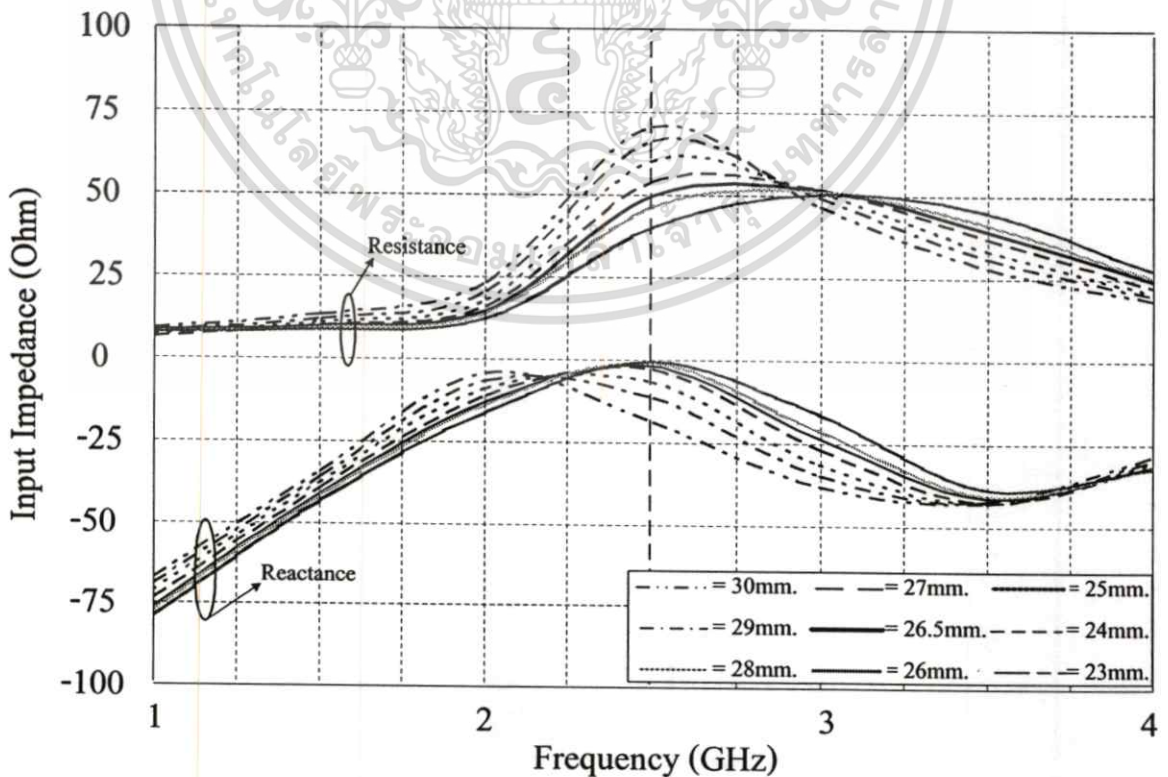 100
75
50
25
0
-25
-50
-75
-100
Input Impedance (Ohm)
Resistance
Reactance
= 30mm. = 27mm. = 25mm.
= 29mm. = 26.5mm. = 24mm.
= 28mm. = 26mm. = 23mm.
1 2 3 4
Frequency (GHz)